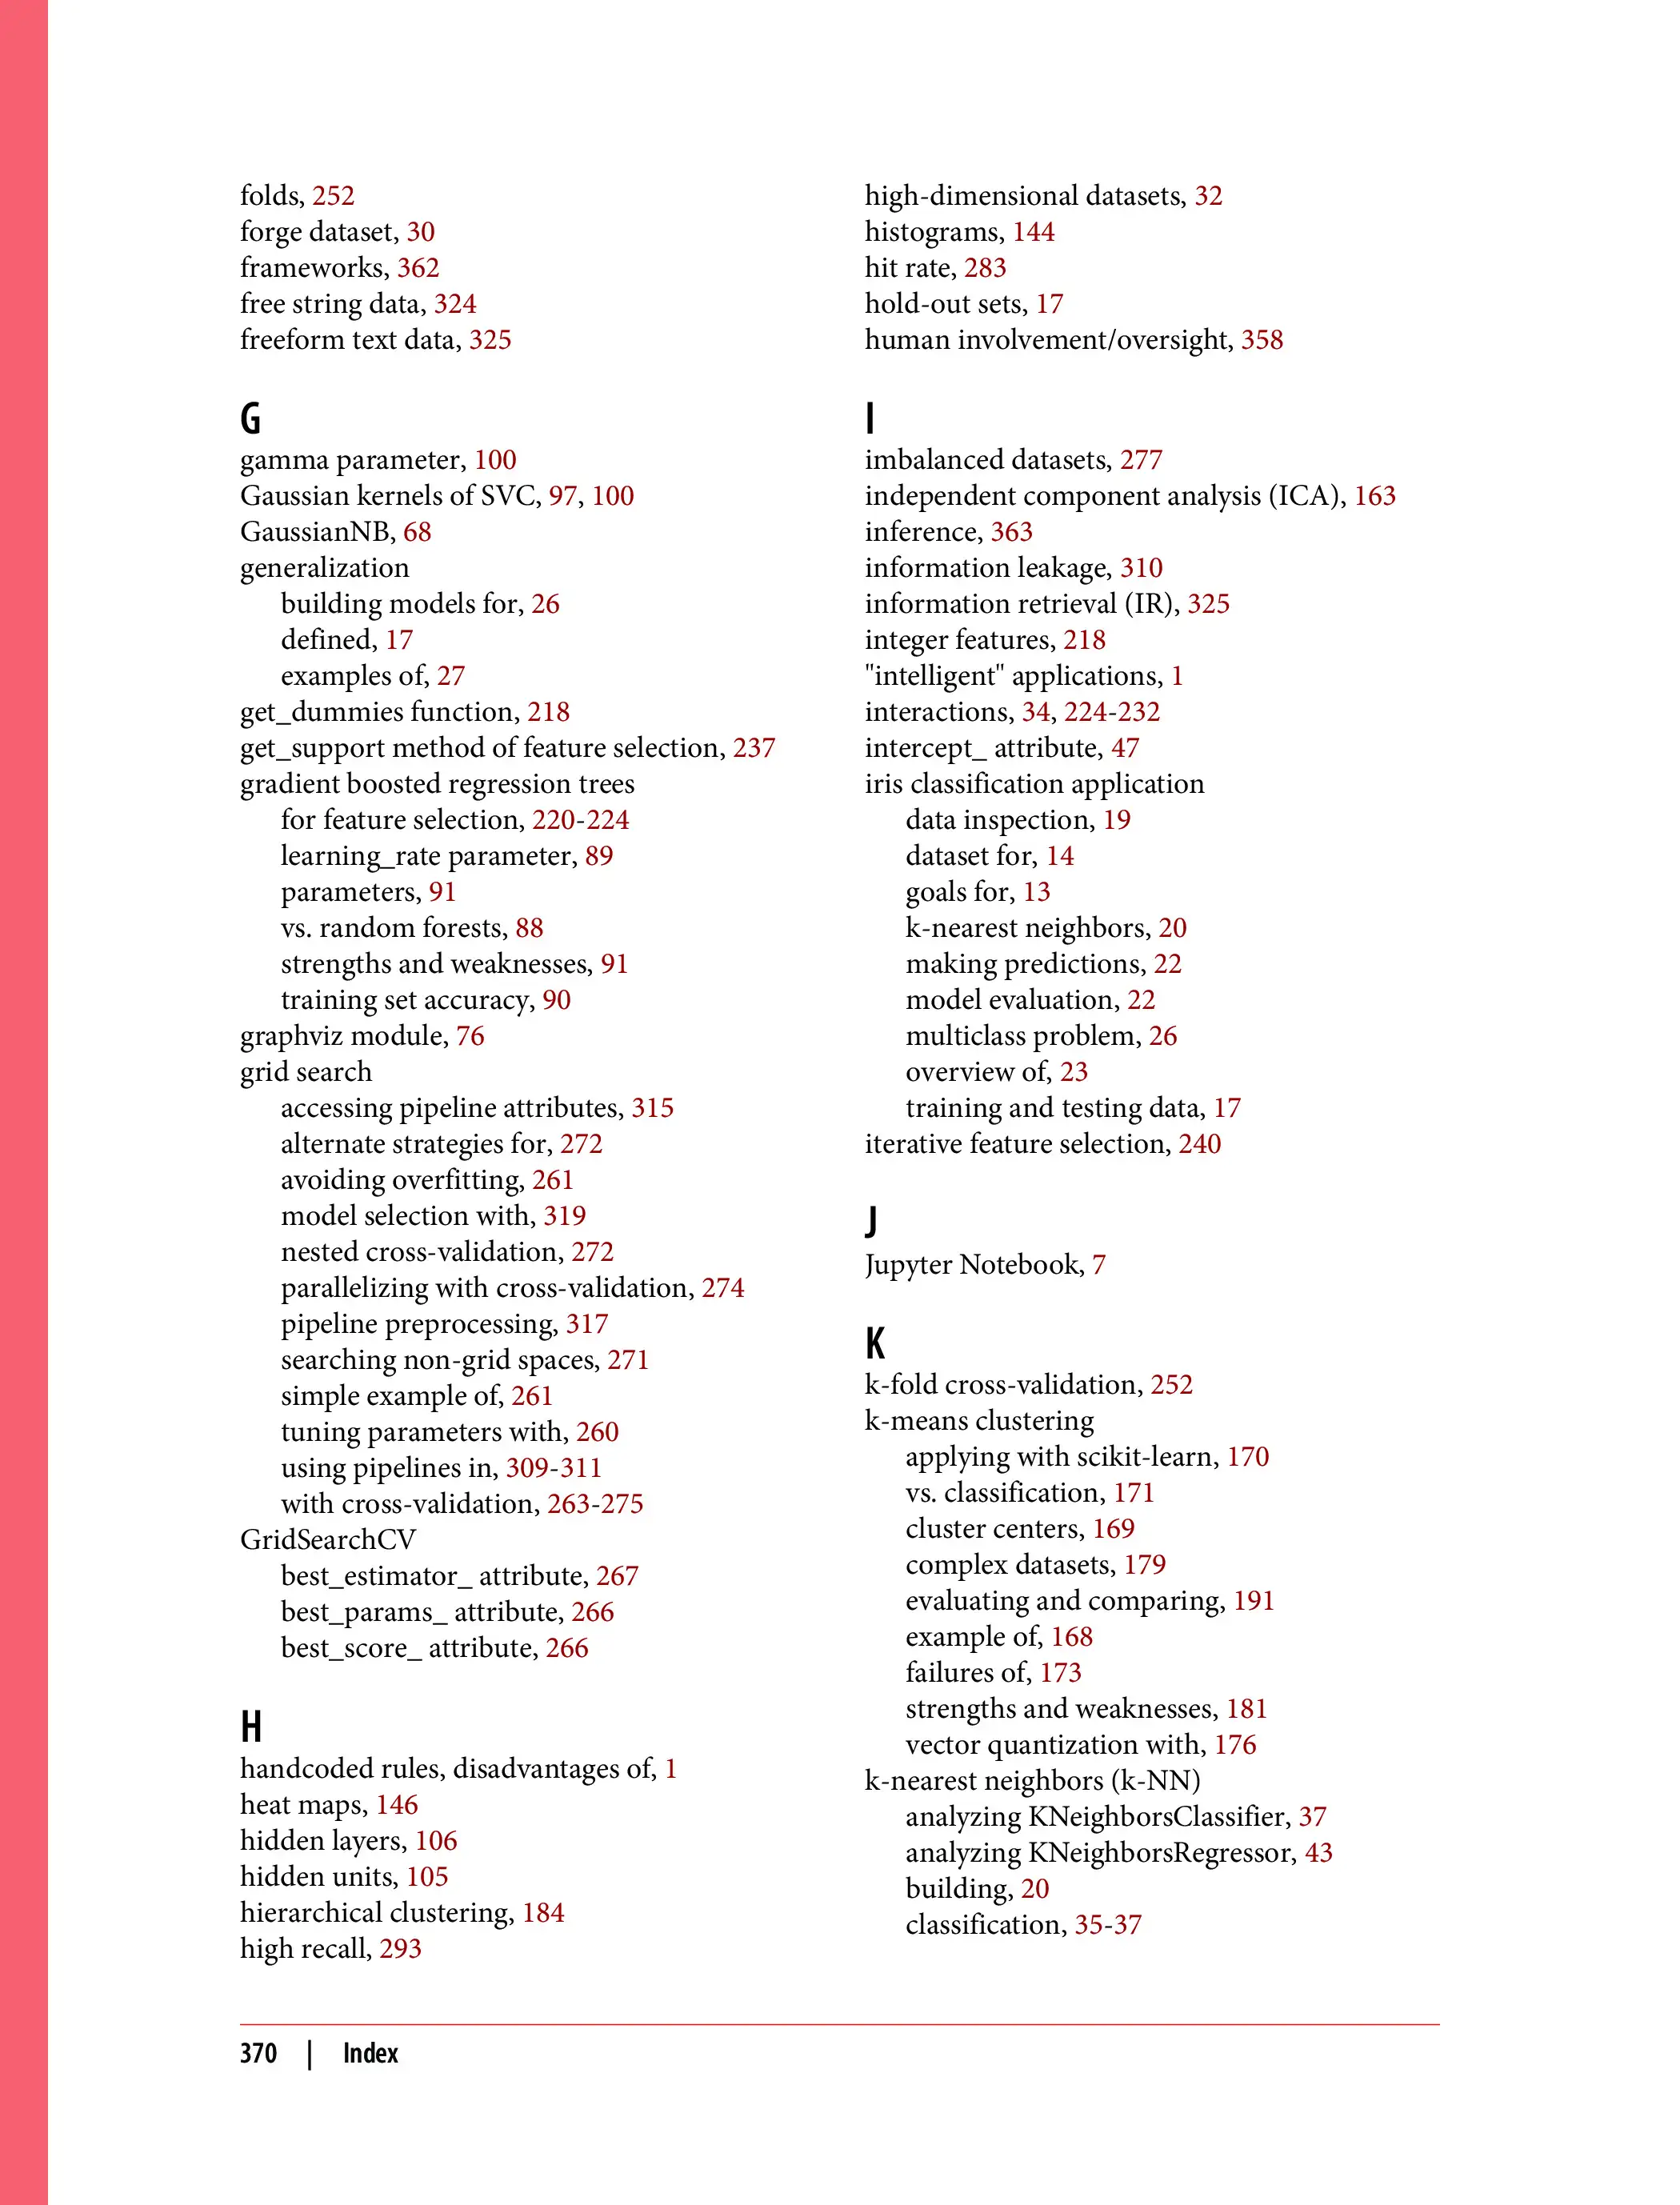 folds, 252
forge dataset, 30
frameworks, 362
free string data, 324
freeform text data, 325
G
gamma parameter, 100
Gaussian kernels of SVC, 97, 100
GaussianNB, 68
generalization
building models for, 26
defined, 17
examples of, 27
get_dummies function, 218
get_support method of feature selection, 237
gradient boosted regression trees
for feature selection, 220-224
learning_rate parameter, 89
parameters, 91
vs. random forests, 88
strengths and weaknesses, 91
training set accuracy, 90
graphviz module, 76
grid search
accessing pipeline attributes, 315
alternate strategies for, 272
avoiding overfitting, 261
model selection with, 319
nested cross-validation, 272
parallelizing with cross-validation, 274
pipeline preprocessing, 317
searching non-grid spaces, 271
simple example of, 261
tuning parameters with, 260
using pipelines in, 309-311
with cross-validation, 263-275
GridSearchCV
best_estimator_ attribute, 267
best_params_ attribute, 266
best_score_ attribute, 266
H
handcoded rules, disadvantages of, 1
heat maps, 146
hidden layers, 106
hidden units, 105
hierarchical clustering, 184
high recall, 293
high-dimensional datasets, 32
histograms, 144
hit rate, 283
hold-out sets, 17
human involvement/oversight, 358
I
imbalanced datasets, 277
independent component analysis (ICA), 163
inference, 363
information leakage, 310
information retrieval (IR), 325
integer features, 218
"intelligent" applications, 1
interactions, 34, 224-232
intercept_ attribute, 47
iris classification application
data inspection, 19
dataset for, 14
goals for, 13
k-nearest neighbors, 20
making predictions, 22
model evaluation, 22
multiclass problem, 26
overview of, 23
training and testing data, 17
iterative feature selection, 240
J
Jupyter Notebook, 7
K
k-fold cross-validation, 252
k-means clustering
applying with scikit-learn, 170
vs. classification, 171
cluster centers, 169
complex datasets, 179
evaluating and comparing, 191
example of, 168
failures of, 173
strengths and weaknesses, 181
vector quantization with, 176
k-nearest neighbors (k-NN)
analyzing KNeighborsClassifier, 37
analyzing KNeighborsRegressor, 43
building, 20
classification, 35-37
370 | Index